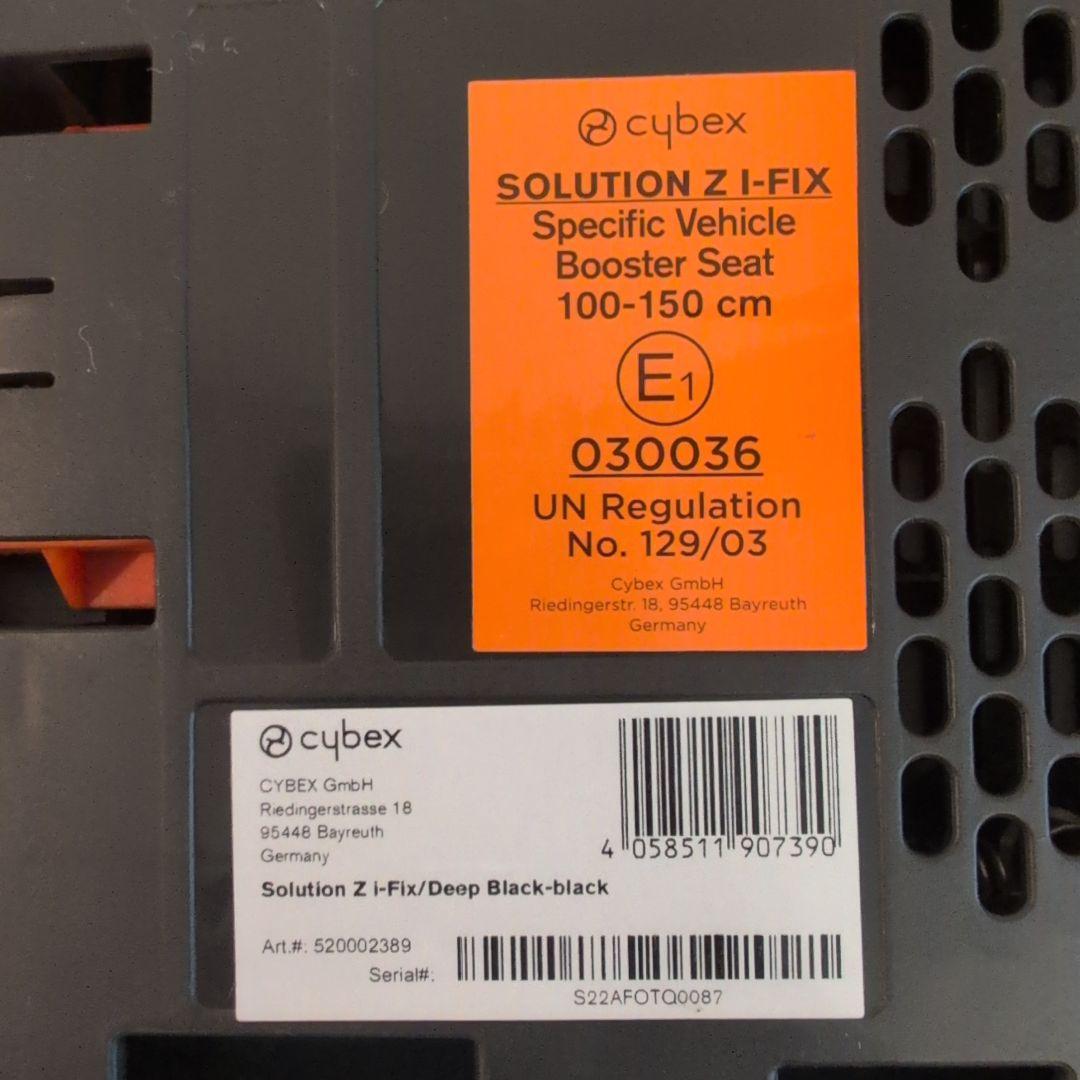 cybex
SOLUTION Z I-FIX
Specific Vehicle
Booster Seat
100-150 cm
E1
030036
UN Regulation
No. 129/03
Cybex GmbH
Riedingerstr. 18, 95448 Bayreuth
Germany
cybex
CYBEX GmbH
Riedingerstrasse 18
95448 Bayreuth
Germany
4 058511 907390
Solution Z i-Fix/Deep Black-black
Art.#: 520002389
Serial#:
S22AFOTQ0087